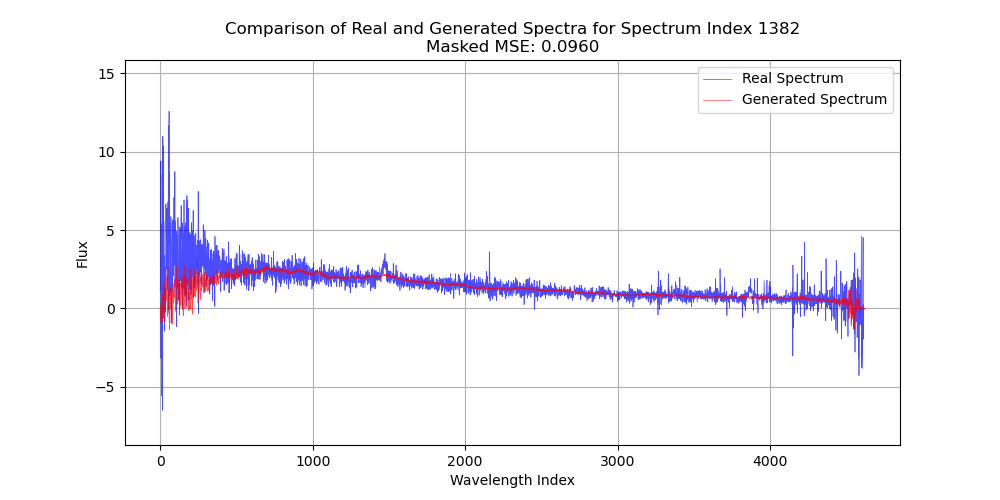 Comparison of Real and Generated Spectra for Spectrum Index 1382
Masked MSE: 0.0960
Real Spectrum
Generated Spectrum
15
10
5
0
−5
Flux
0 1000 2000 3000 4000
Wavelength Index